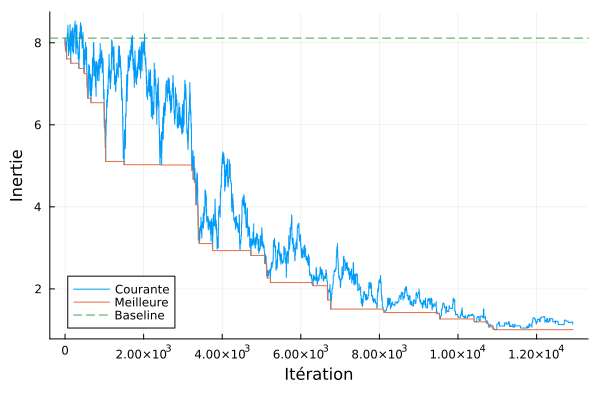 Inertie
8
6
4
2
Courante
Meilleure
Baseline
0
2.00×10³
4.00×10³
6.00×10³
8.00×10³
1.00×10⁴
1.20×10⁴
Itération